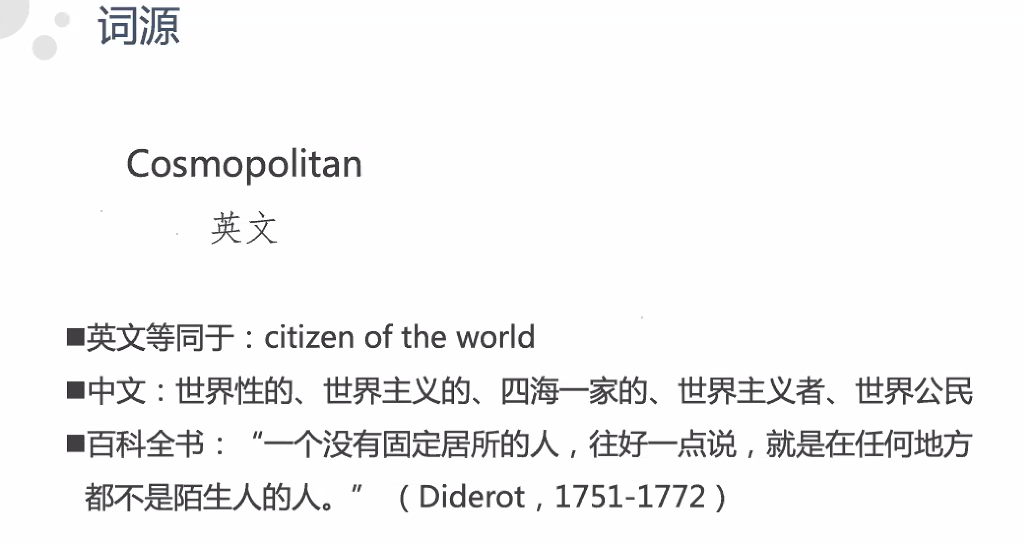 词源
Cosmopolitan
英文
■英文等同于：citizen of the world
■中文：世界性的、世界主义的、四海一家的、世界主义者、世界公民
■百科全书：“一个没有固定居所的人，往好一点说，就是在任何地方
都不是陌生人的人。”（Diderot，1751-1772）